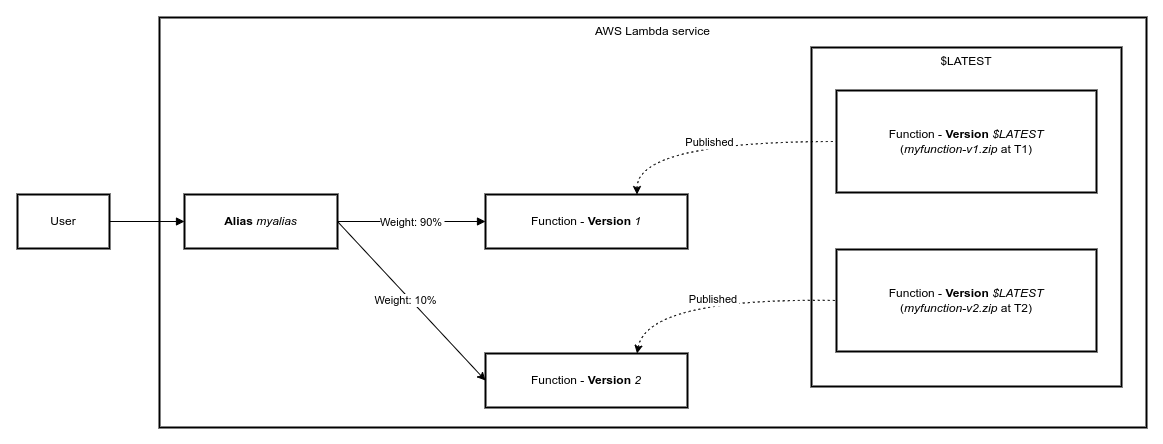 AWS Lambda service
$LATEST
Function - Version $LATEST
(myfunction-v1.zip at T1)
Published
User
Alias myalias
Weight: 90%
Function - Version 1
Function - Version $LATEST
(myfunction-v2.zip at T2)
Published
Weight: 10%
Function - Version 2